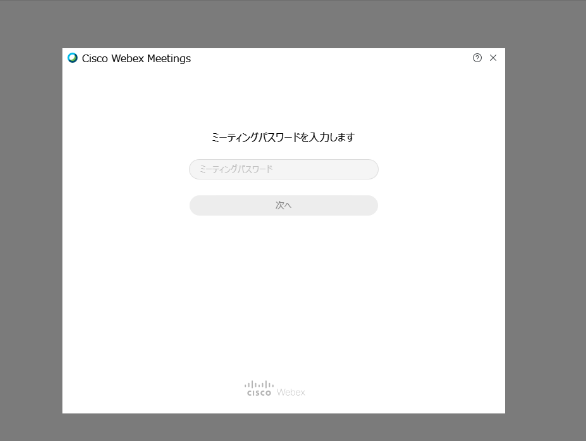 Cisco Webex Meetings
ミーティングパスワードを入力します
ミーティングパスワード
次へ
CISCO Webex